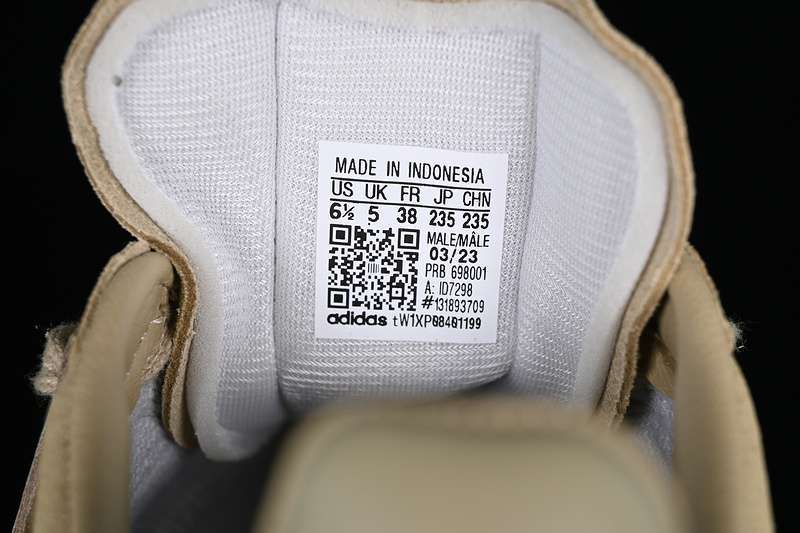 MADE IN INDONESIA
US UK FR JP CHN
6½ 5 38 235 235
MALE/MÂLE
03/23
PRB 698001
A: ID7298
#131893709
adidas